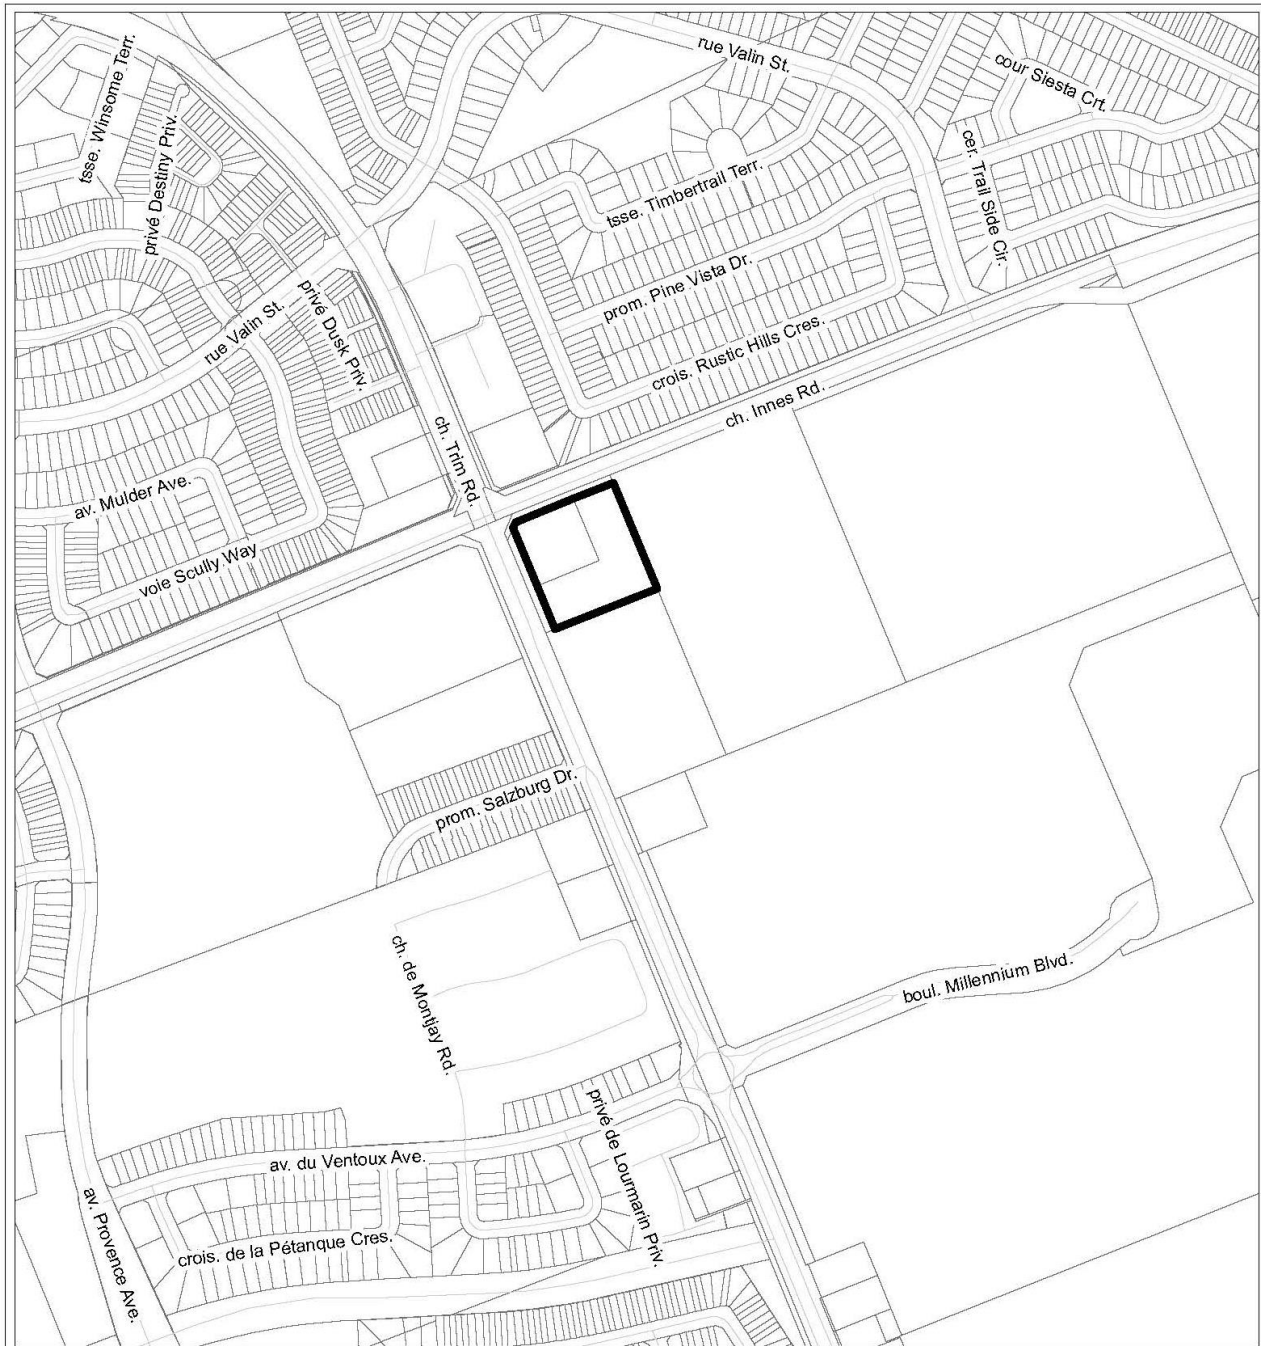 rue Valin St.
cour Siesta Crt.
tsse. Winsome Terr.
privé Destiny Priv.
cer. Trail Side Cir.
tsse. Timbertrail Terr.
prom. Pine Vista Dr.
privé Dusk Priv.
rue Valin St.
crois. Rustic Hills Cres.
ch. Innes Rd.
ch. Trim Rd.
av. Mulder Ave.
voie Scully Way
prom. Salzburg Dr.
ch. de Montjay Rd.
boul. Millennium Blvd.
privé de Lourmarin Priv.
av. du Ventoux Ave.
av. Provence Ave.
crois. de la Pétanque Cres.